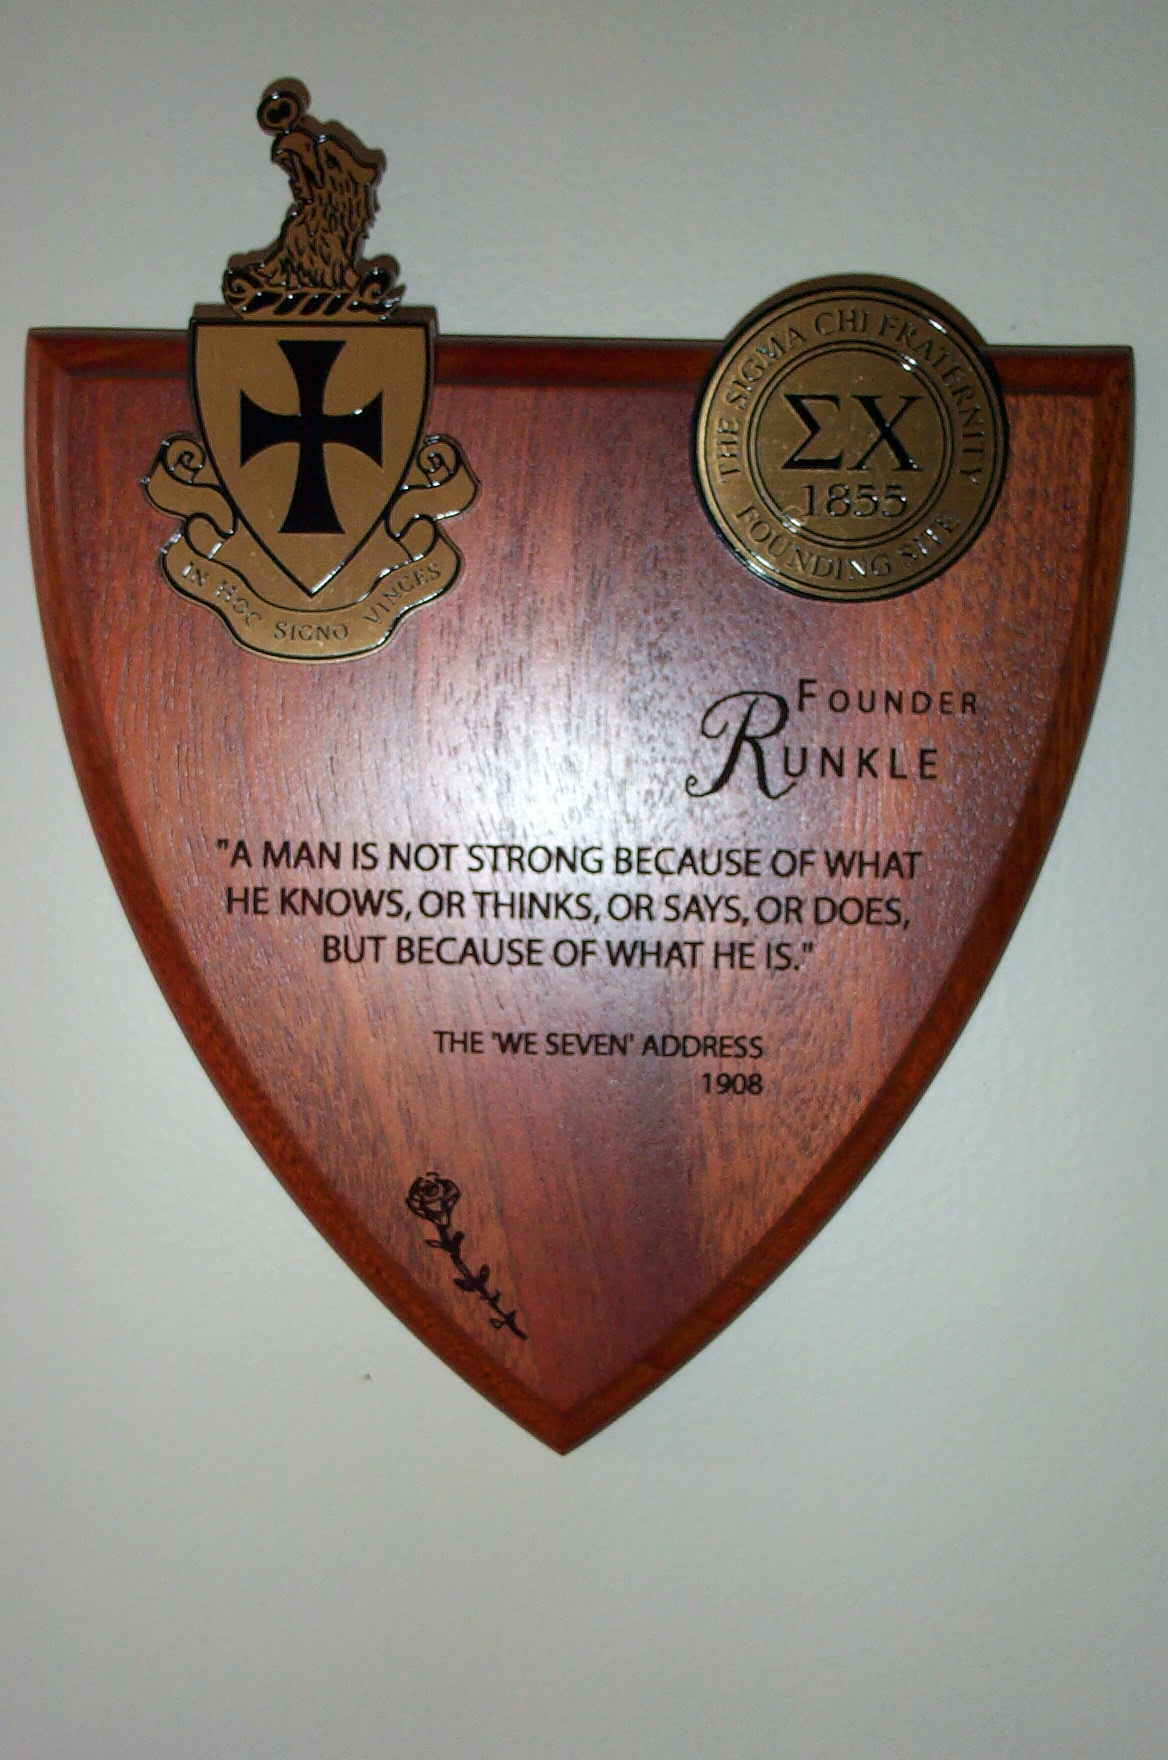 IN HOC SIGNO VINCES
THE SIGMA CHI FRATERNITY
ΣΧ
1855
FOUNDING SITE
FOUNDER
RUNKLE
"A MAN IS NOT STRONG BECAUSE OF WHAT
HE KNOWS, OR THINKS, OR SAYS, OR DOES,
BUT BECAUSE OF WHAT HE IS."
THE 'WE SEVEN' ADDRESS
1908